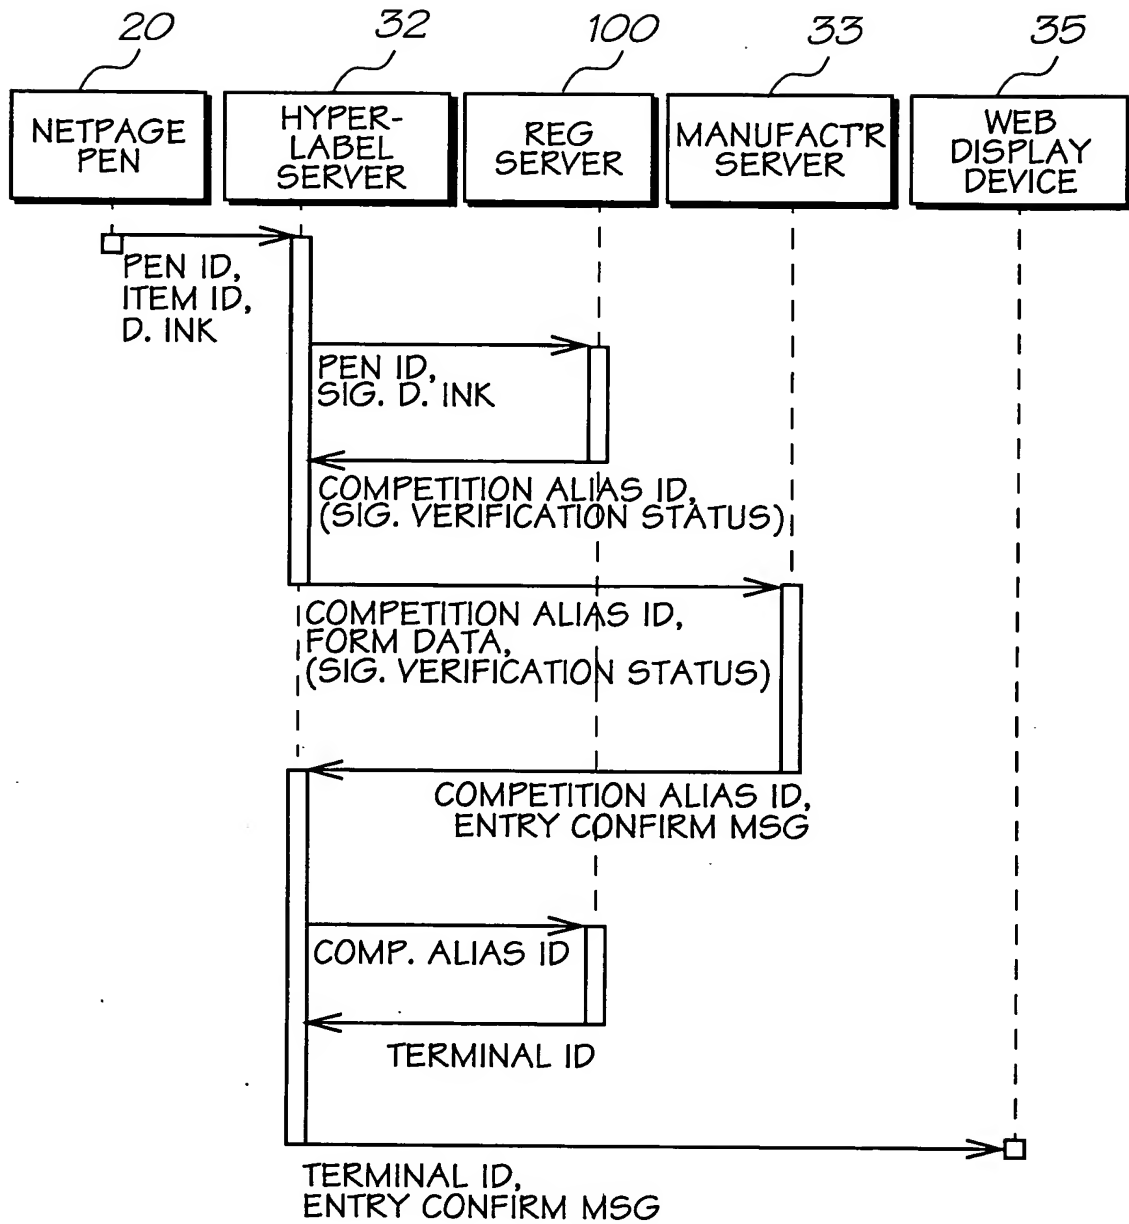 20
32
100
33
35
NETPAGE
PEN
HYPER-
LABEL
SERVER
REG
SERVER
MANUFACT'R
SERVER
WEB
DISPLAY
DEVICE
PEN ID,
ITEM ID,
D. INK
PEN ID,
SIG. D. INK
COMPETITION ALIAS ID,
(SIG. VERIFICATION STATUS)
COMPETITION ALIAS ID,
FORM DATA,
(SIG. VERIFICATION STATUS)
COMPETITION ALIAS ID,
ENTRY CONFIRM MSG
COMP. ALIAS ID
TERMINAL ID
TERMINAL ID,
ENTRY CONFIRM MSG